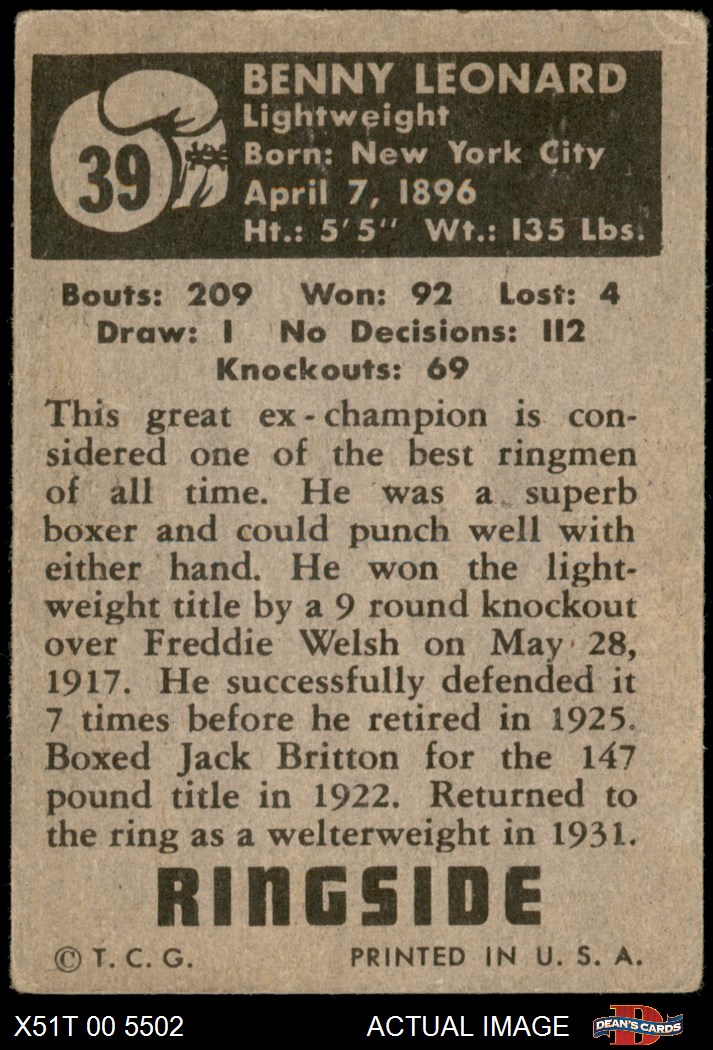 39
BENNY LEONARD
Lightweight
Born: New York City
April 7, 1896
Ht.: 5'5" Wt.: 135 Lbs.
Bouts: 209 Won: 92 Lost: 4
Draw: 1 No Decisions: 112
Knockouts: 69
This great ex-champion is con-
sidered one of the best ringmen
of all time. He was a superb
boxer and could punch well with
either hand. He won the light-
weight title by a 9 round knockout
over Freddie Welsh on May 28,
1917. He successfully defended it
7 times before he retired in 1925.
Boxed Jack Britton for the 147
pound title in 1922. Returned to
the ring as a welterweight in 1931.
RINGSIDE
© T. C. G. PRINTED IN U. S. A.
X51T 00 5502 ACTUAL IMAGE D DEAN'S CARDS